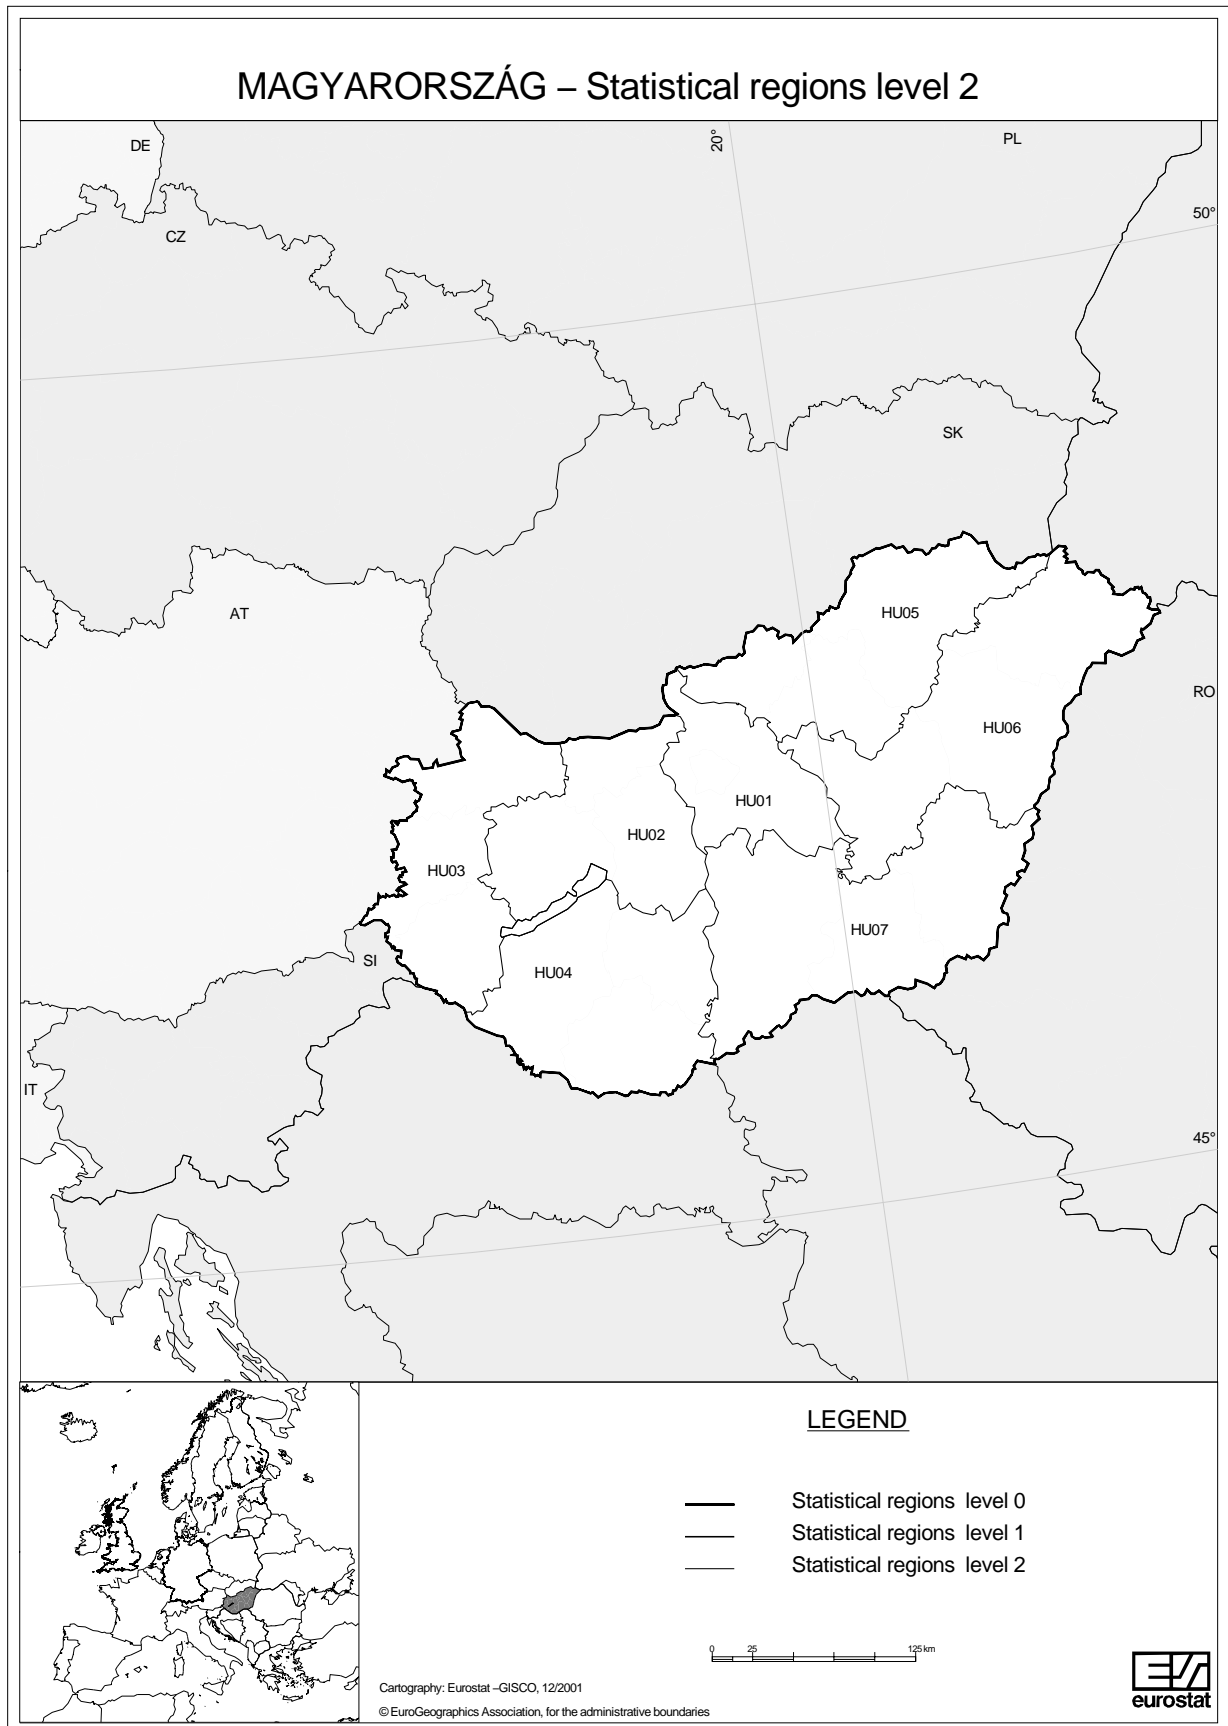 MAGYARORSZÁG – Statistical regions level 2
DE
20°
PL
50°
CZ
SK
AT
HU05
RO
HU06
HU01
HU02
HU03
HU07
SI
HU04
IT
45°
LEGEND
Statistical regions level 0
Statistical regions level 1
Statistical regions level 2
0 25 125 km
Cartography: Eurostat –GISCO, 12/2001
© EuroGeographics Association, for the administrative boundaries
eurostat